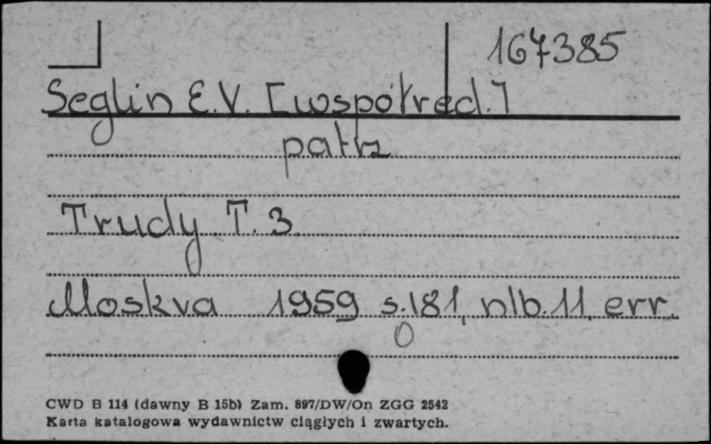 167385
Seglin E.V. [współred.]
patrz
Trudy T. 3
Moskva 1959 s. 181, nlb. 11, err.
CWD B 114 (dawny B 15b) Zam. 897/DW/On ZGG 2542
Karta katalogowa wydawnictw ciągłych i zwartych.